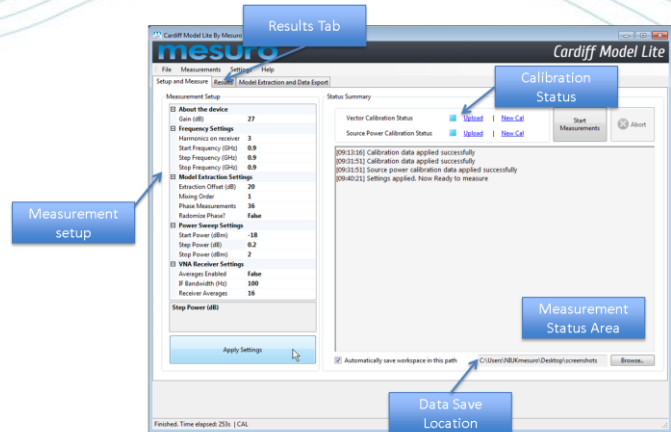 Results Tab
Cardiff Model Lite By Mesuro
mesuro
Cardiff Model Lite
File Measurements Settings Help
Setup and Measure Results Model Extraction and Data Export
Calibration
Status
Measurement Setup
About the device
Gain (dB) 27
Frequency Settings
Harmonics on receiver 3
Start Frequency (GHz) 0.9
Step Frequency (GHz) 0.9
Stop Frequency (GHz) 0.9
Model Extraction Settings
Extraction Offset (dB) 20
Mixing Order 1
Phase Measurements 36
Radomize Phase? False
Power Sweep Settings
Start Power (dBm) -18
Step Power (dB) 0.2
Stop Power (dBm) 2
VNA Receiver Settings
Averages Enabled False
IF Bandwidth (Hz) 100
Receiver Averages 16
Step Power (dB)
Apply Settings
Measurement
setup
Status Summary
Vector Calibration Status Upload | New Cal
Source Power Calibration Status Upload | New Cal
Start
Measurements
Abort
[09:13:16] Calibration data applied successfully
[09:31:51] Calibration data applied successfully
[09:31:51] Source power calibration data applied successfully
[09:40:21] Settings applied. Now Ready to measure
Measurement
Status Area
Automatically save workspace in this path C:\Users\NIUKmesuro\Desktop\screenshots Browse..
Data Save
Location
Finished. Time elapsed: 253s | CAL